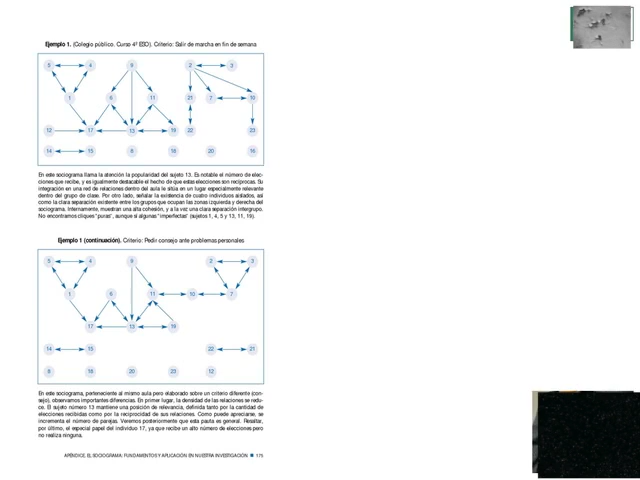 Ejemplo 1. (Colegio público. Curso 4º ESO). Criterio: Salir de marcha en fin de semana
5 4 9 2 3
1 6 11 21 7 10
12 17 13 19 22 23
14 15 8 18 20 16
En este sociograma llama la atención la popularidad del sujeto 13. Es notable el número de elec-
ciones que recibe, y es igualmente destacable el hecho de que estas elecciones son recíprocas. Su
integración en una red de relaciones dentro del aula le sitúa en un lugar especialmente relevante
dentro del grupo de clase. Por otro lado, señalar la existencia de cuatro individuos aislados, así
como la clara separación existente entre los grupos que ocupan las zonas izquierda y derecha del
sociograma. Internamente, muestran una alta cohesión, y a la vez una clara separación intergrupo.
No encontramos cliques "puras", aunque sí algunas "imperfectas" (sujetos 1, 4, 5 y 13, 11, 19).
Ejemplo 1 (continuación). Criterio: Pedir consejo ante problemas personales
5 4 9 2 3
1 6 11 10 7
17 13 19
14 15 22 21
8 18 20 23 12
En este sociograma, perteneciente al mismo aula pero elaborado sobre un criterio diferente (con-
sejo), observamos importantes diferencias. En primer lugar, la densidad de las relaciones se redu-
ce. El sujeto número 13 mantiene una posición de relevancia, definida tanto por la cantidad de
elecciones recibidas como por la reciprocidad de sus relaciones. Como puede apreciarse, se
incrementa el número de parejas. Veremos posteriormente que esta pauta es general. Resaltar,
por último, el especial papel del individuo 17, ya que recibe un alto número de elecciones pero
no realiza ninguna.
APÉNDICE. EL SOCIOGRAMA: FUNDAMENTOS Y APLICACIÓN EN NUESTRA INVESTIGACIÓN ■ 175